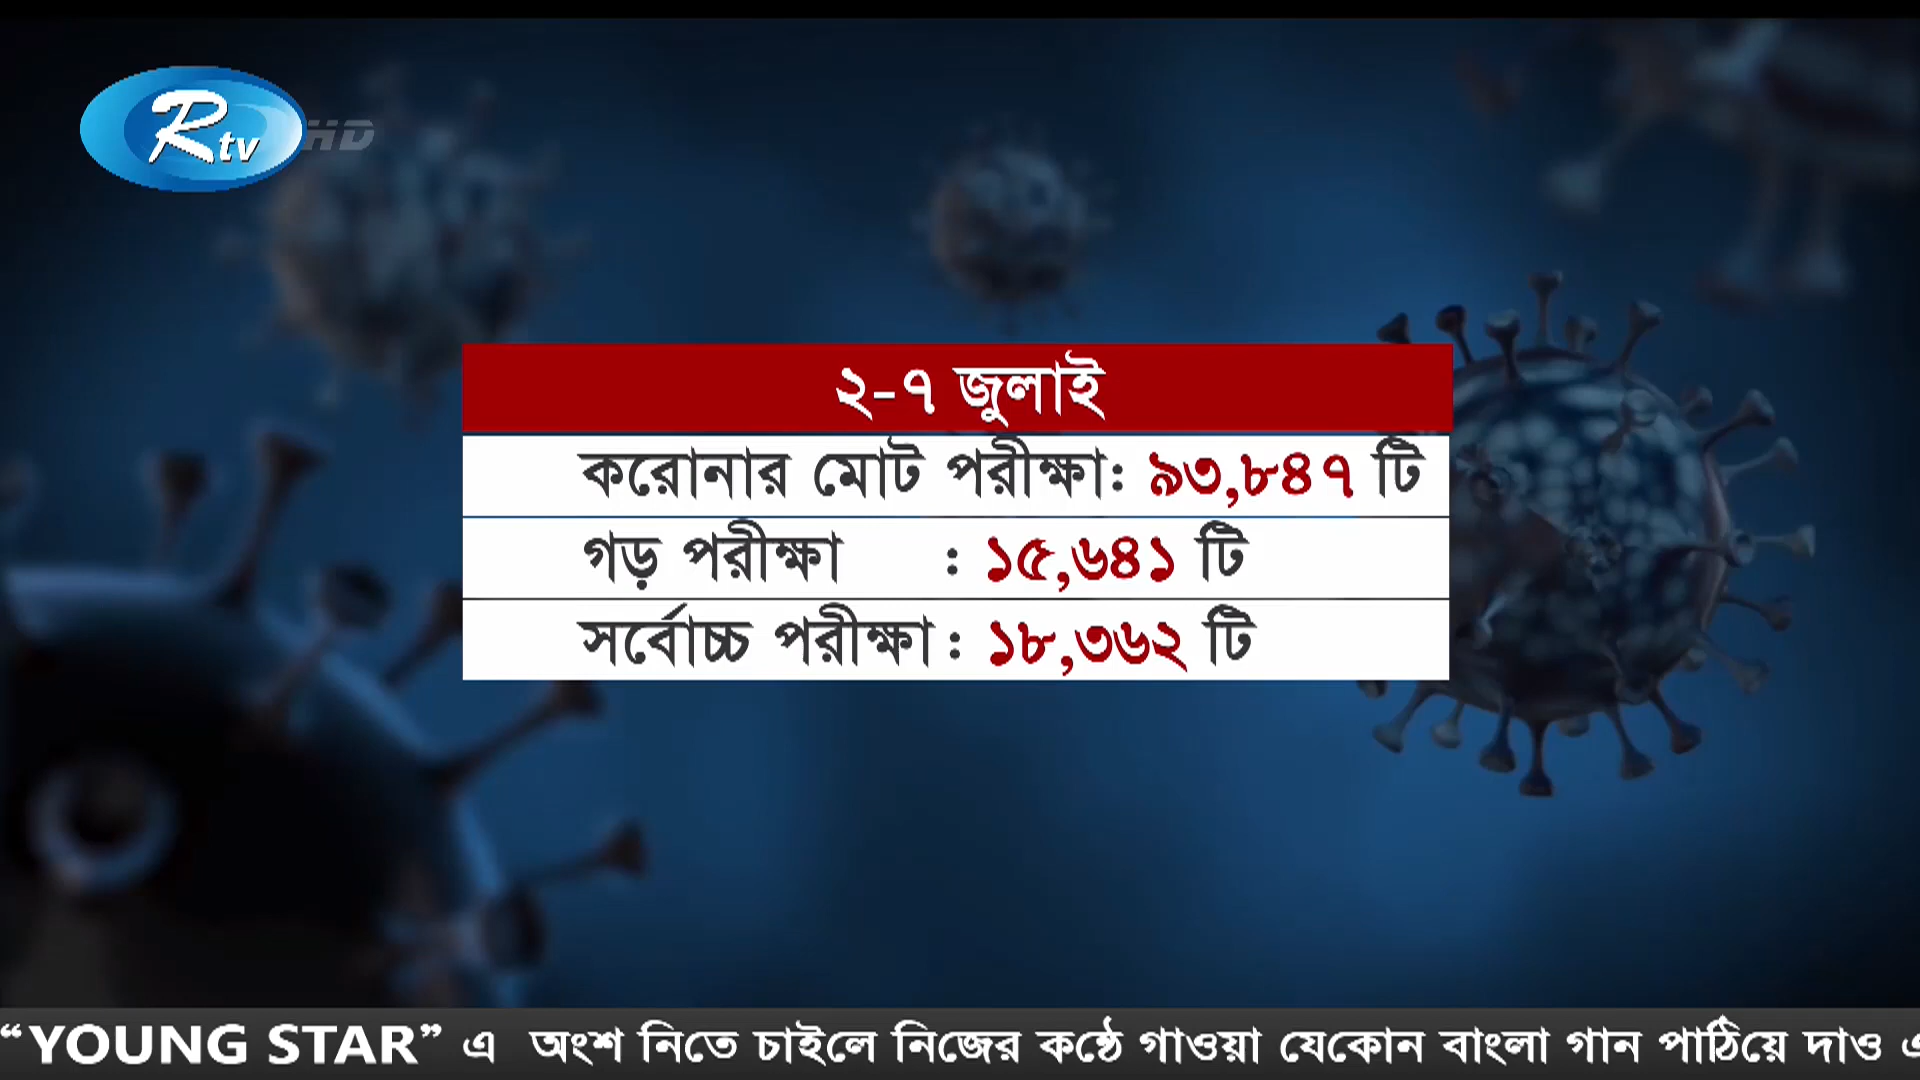 Rtv HD
২-৭ জুলাই
করোনার মোট পরীক্ষা: ৯৩,৮৪৭ টি
গড় পরীক্ষা : ১৫,৬৪১ টি
সর্বোচ্চ পরীক্ষা : ১৮,৩৬২ টি
“YOUNG STAR” এ অংশ নিতে চাইলে নিজের কণ্ঠে গাওয়া যেকোন বাংলা গান পাঠিয়ে দাও